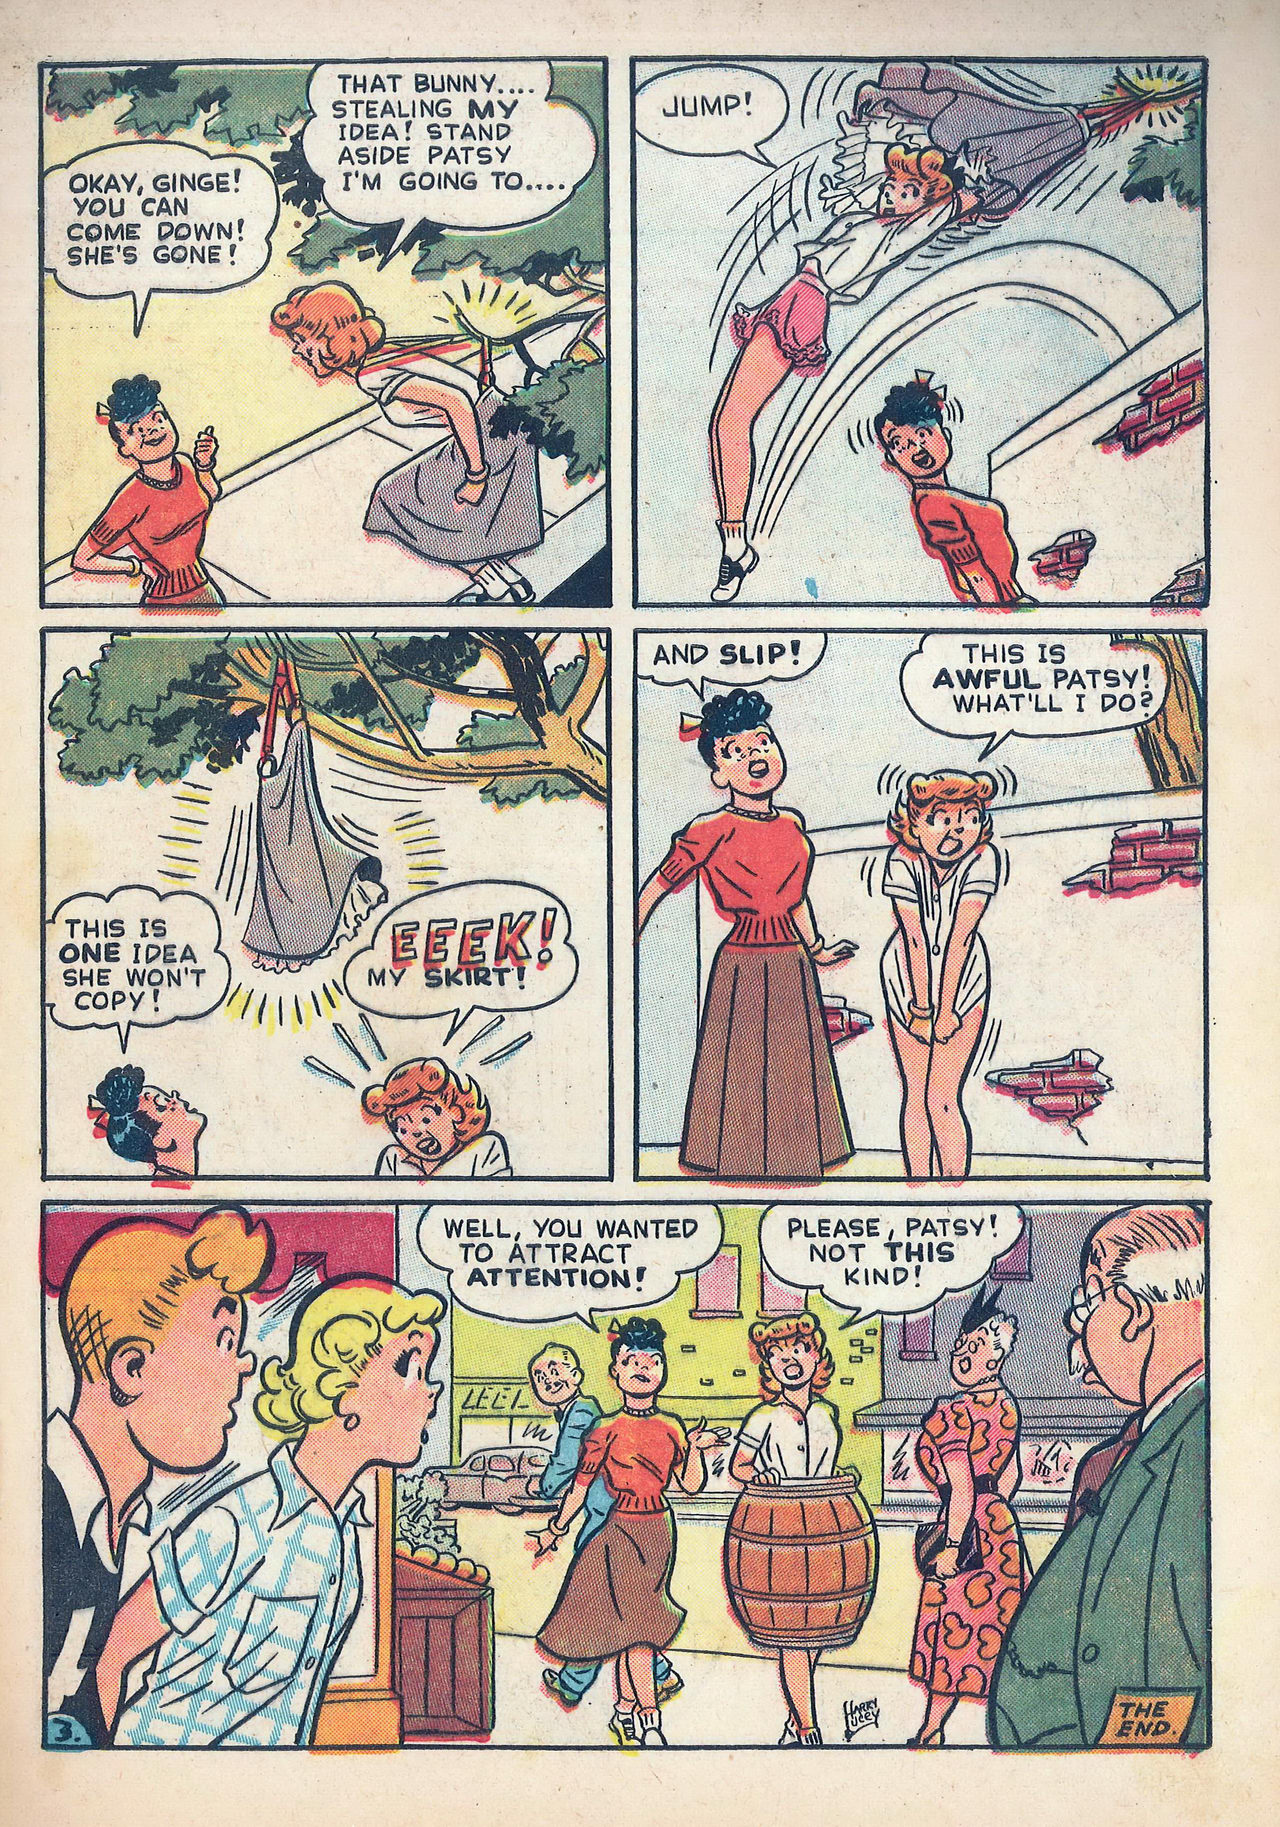 OKAY, GINGE!
YOU CAN
COME DOWN!
SHE'S GONE!
THAT BUNNY....
STEALING MY
IDEA! STAND
ASIDE PATSY
I'M GOING TO....
JUMP!
THIS IS
ONE IDEA
SHE WON'T
COPY!
EEEK!
MY SKIRT!
AND SLIP!
THIS IS
AWFUL PATSY!
WHAT'LL I DO?
WELL, YOU WANTED
TO ATTRACT
ATTENTION!
PLEASE, PATSY!
NOT THIS
KIND!
3.
HARRY
LUCEY
THE
END.